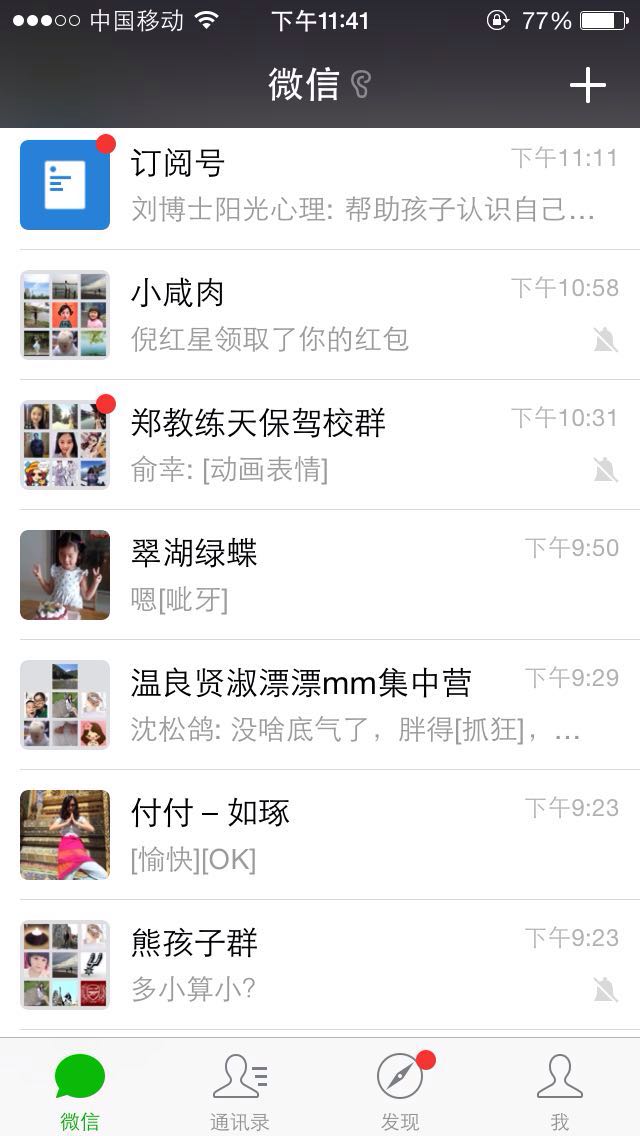 中国移动 下午11:41 77%
微信
订阅号 下午11:11
刘博士阳光心理: 帮助孩子认识自己...
小咸肉 下午10:58
倪红星领取了你的红包
郑教练天保驾校群 下午10:31
俞幸: [动画表情]
翠湖绿蝶 下午9:50
嗯[呲牙]
温良贤淑漂漂mm集中营 下午9:29
沈松鸽: 没啥底气了，胖得[抓狂]，...
付付 – 如琢 下午9:23
[愉快][OK]
熊孩子群 下午9:23
多小算小?
微信 通讯录 发现 我